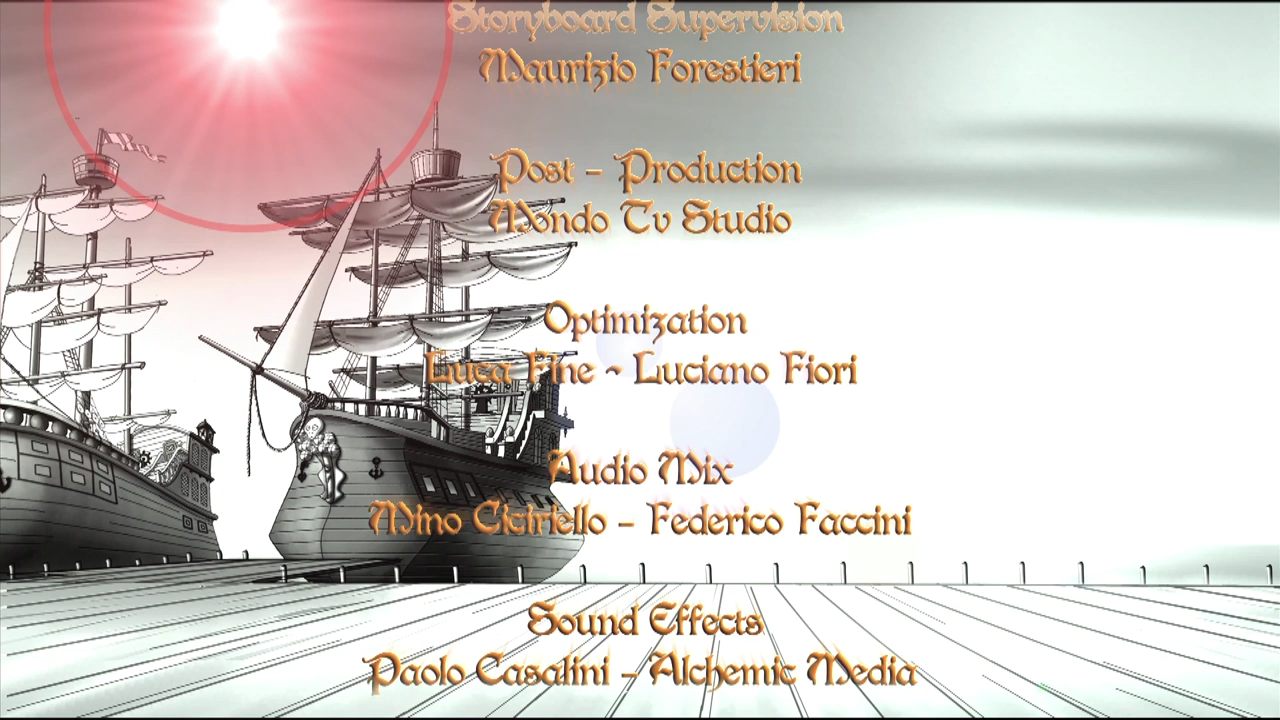 Storyboard Supervision
Maurizio Forestieri
Post - Production
Mondo Tv Studio
Optimization
Luca Fine - Luciano Fiori
Audio Mix
Mino Ciciriello - Federico Faccini
Sound Effects
Paolo Casalini - Alchemic Media